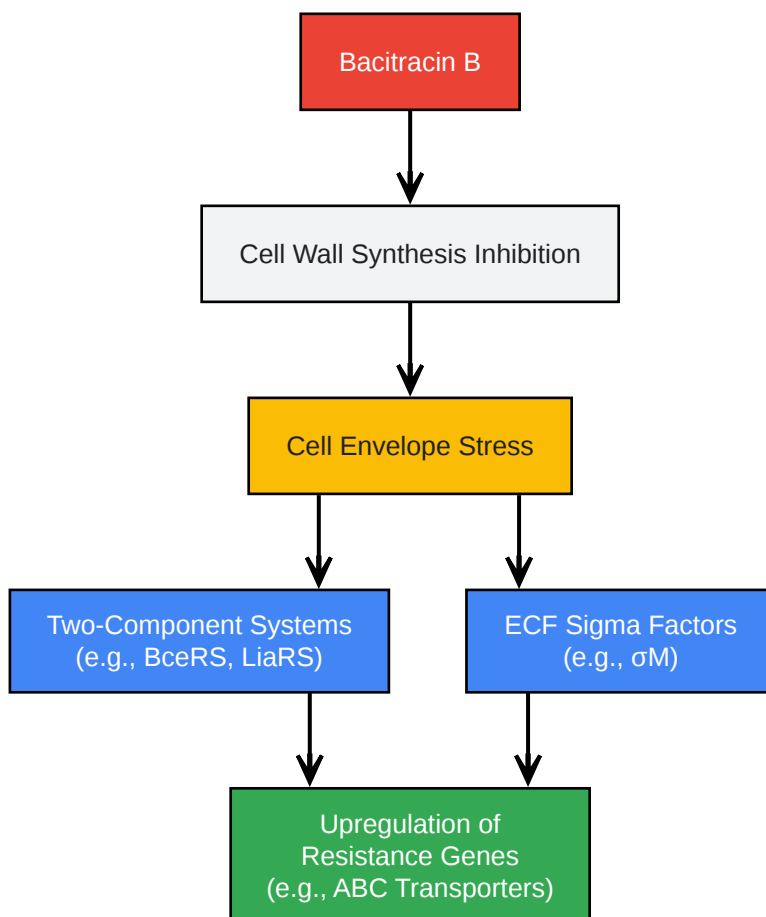 Bacitracin B
Cell Wall Synthesis Inhibition
Cell Envelope Stress
Two-Component Systems
(e.g., BceRS, LiaRS)
ECF Sigma Factors
(e.g., σM)
Upregulation of
Resistance Genes
(e.g., ABC Transporters)